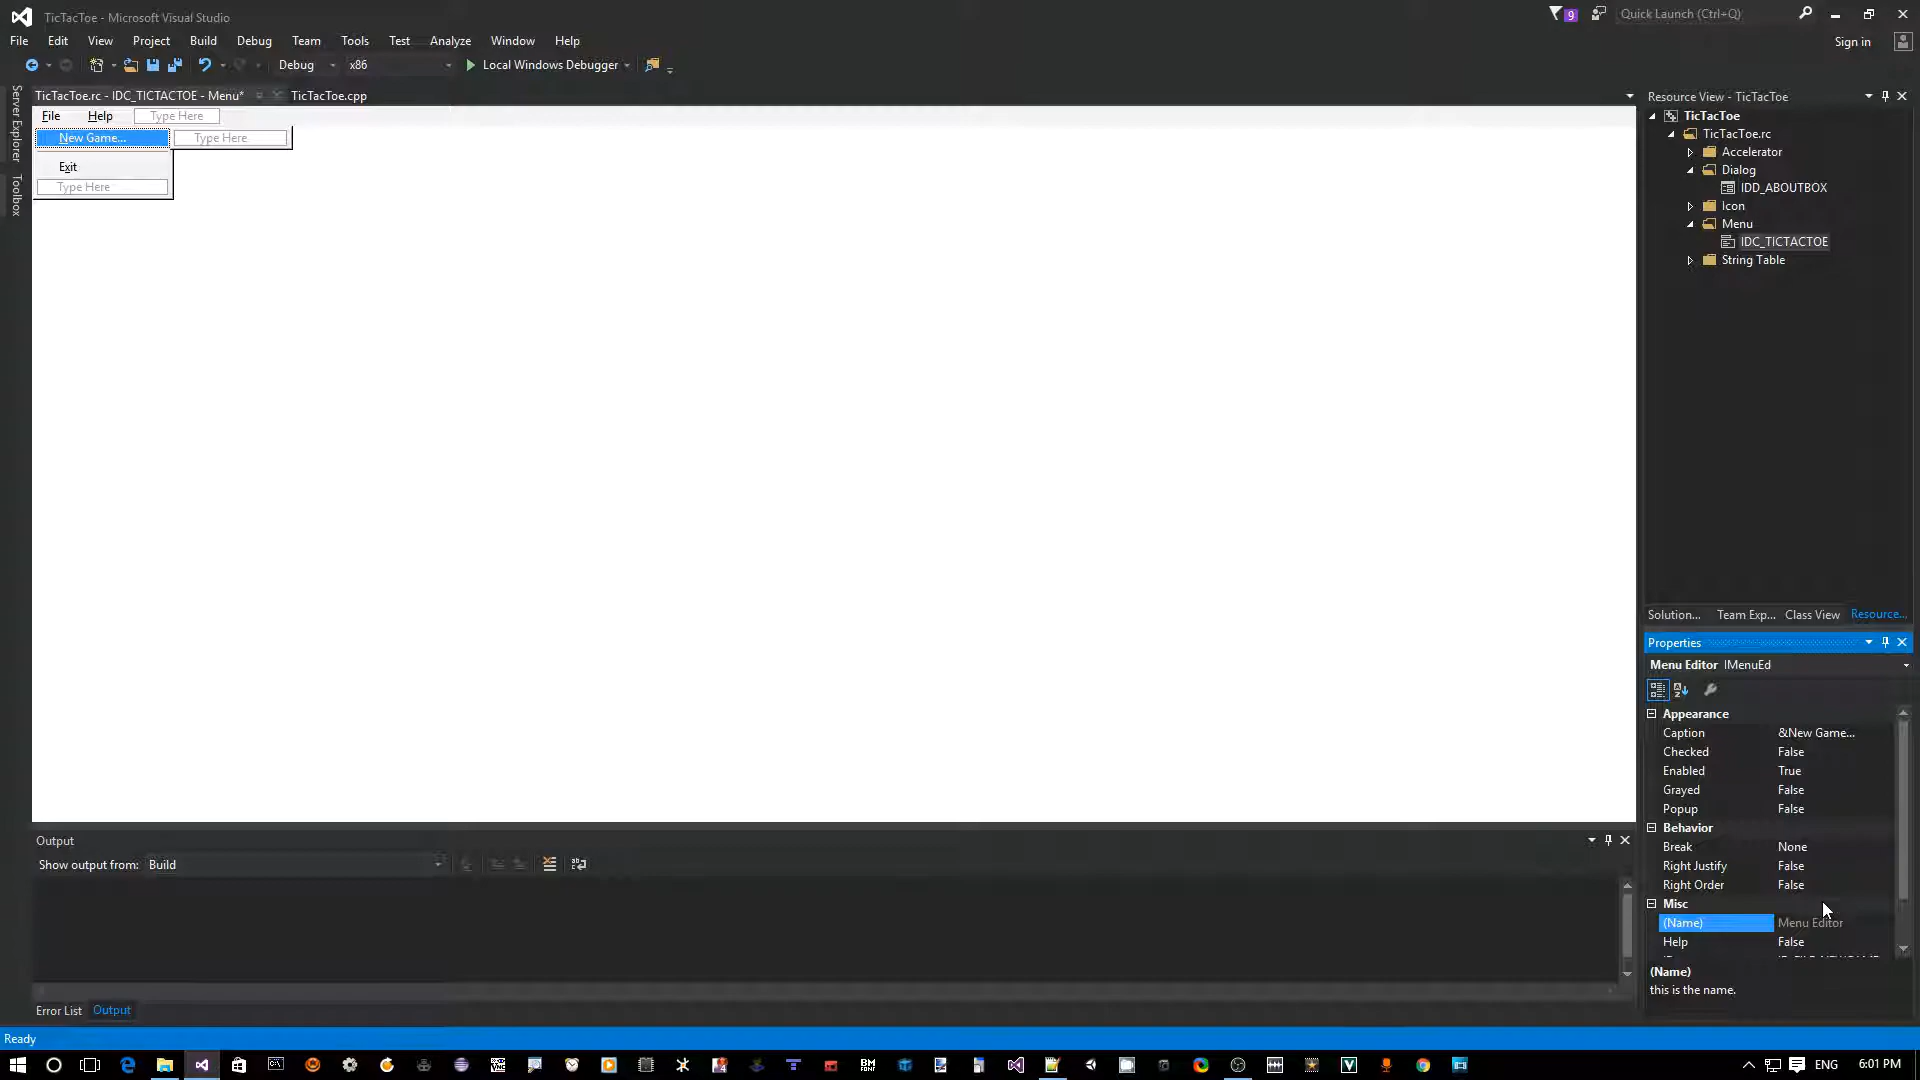 TicTacToe - Microsoft Visual Studio
9
Quick Launch (Ctrl+Q)
File Edit View Project Build Debug Team Tools Test Analyze Window Help
Sign in
Debug x86 Local Windows Debugger
Server Explorer
Toolbox
TicTacToe.rc - IDC_TICTACTOE - Menu* TicTacToe.cpp
File Help Type Here
New Game... Type Here
Exit
Type Here
Resource View - TicTacToe
TicTacToe
TicTacToe.rc
Accelerator
Dialog
IDD_ABOUTBOX
Icon
Menu
IDC_TICTACTOE
String Table
Solution... Team Exp... Class View Resource...
Properties
Menu Editor IMenuEd
Appearance
Caption &New Game...
Checked False
Enabled True
Grayed False
Popup False
Behavior
Break None
Right Justify False
Right Order False
Misc
(Name) Menu Editor
Help False
(Name)
this is the name.
Output
Show output from: Build
Error List Output
Ready
ENG 6:01 PM